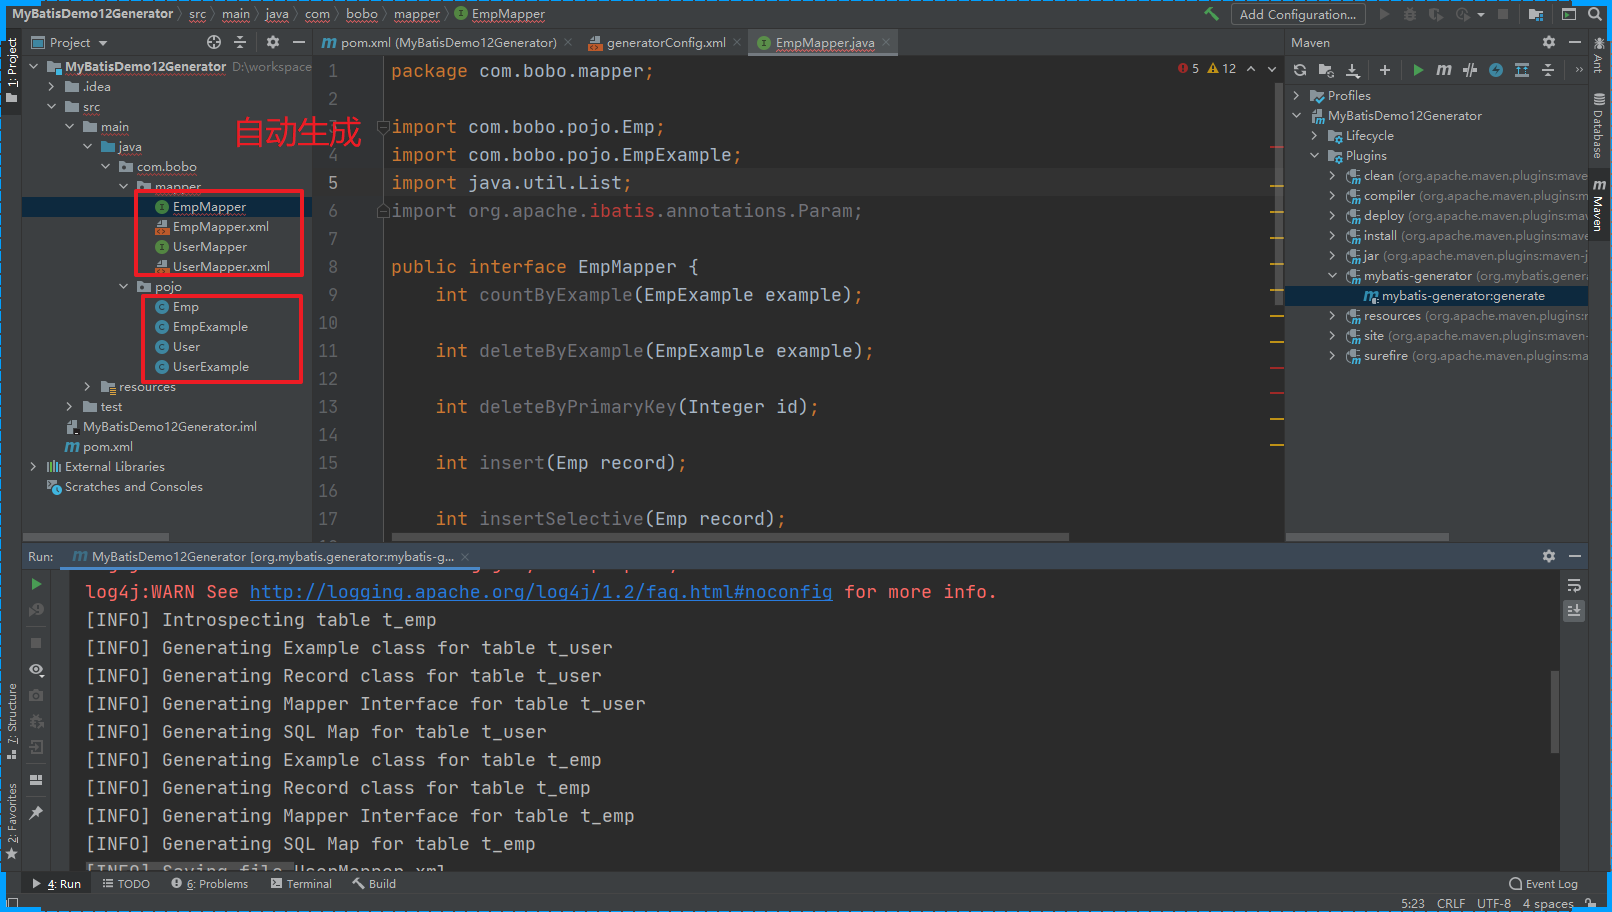 MyBatisDemo12Generator src main java com bobo mapper EmpMapper
Add Configuration...
Project
pom.xml (MyBatisDemo12Generator)
generatorConfig.xml
EmpMapper.java
Maven
1: Project
MyBatisDemo12Generator D:\workspace
.idea
src
main
java
com.bobo
mapper
EmpMapper
EmpMapper.xml
UserMapper
UserMapper.xml
pojo
Emp
EmpExample
User
UserExample
resources
test
MyBatisDemo12Generator.iml
pom.xml
External Libraries
Scratches and Consoles
自动生成
5 12
1 package com.bobo.mapper;
2
3 import com.bobo.pojo.Emp;
4 import com.bobo.pojo.EmpExample;
5 import java.util.List;
6 import org.apache.ibatis.annotations.Param;
7
8 public interface EmpMapper {
9 int countByExample(EmpExample example);
10
11 int deleteByExample(EmpExample example);
12
13 int deleteByPrimaryKey(Integer id);
14
15 int insert(Emp record);
16
17 int insertSelective(Emp record);
Profiles
MyBatisDemo12Generator
Lifecycle
Plugins
clean (org.apache.maven.plugins:mave
compiler (org.apache.maven.plugins:m
deploy (org.apache.maven.plugins:ma
install (org.apache.maven.plugins:mav
jar (org.apache.maven.plugins:maven-j
mybatis-generator (org.mybatis.gener
mybatis-generator:generate
resources (org.apache.maven.plugins:r
site (org.apache.maven.plugins:maven-
surefire (org.apache.maven.plugins:ma
Ant
Database
Maven
Run: MyBatisDemo12Generator [org.mybatis.generator:mybatis-g...
log4j:WARN See http://logging.apache.org/log4j/1.2/faq.html#noconfig for more info.
[INFO] Introspecting table t_emp
[INFO] Generating Example class for table t_user
[INFO] Generating Record class for table t_user
[INFO] Generating Mapper Interface for table t_user
[INFO] Generating SQL Map for table t_user
[INFO] Generating Example class for table t_emp
[INFO] Generating Record class for table t_emp
[INFO] Generating Mapper Interface for table t_emp
[INFO] Generating SQL Map for table t_emp
[INFO] Saving file UserMapper.xml
7: Structure
2: Favorites
4: Run
TODO
6: Problems
Terminal
Build
Event Log
5:23 CRLF UTF-8 4 spaces